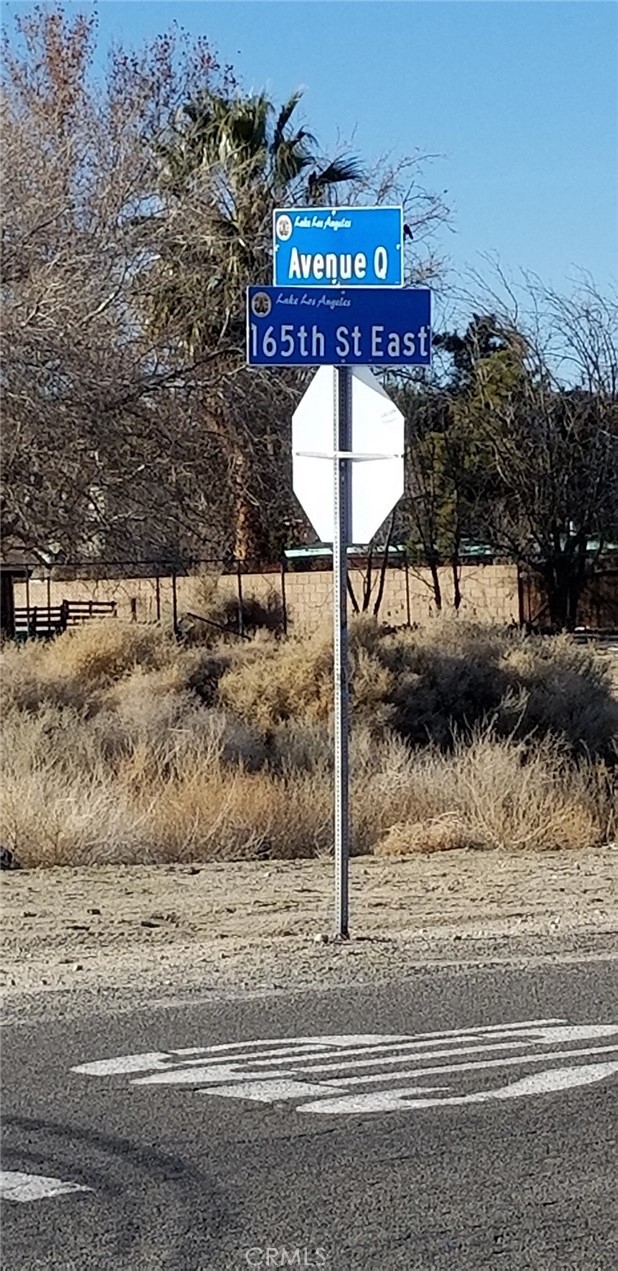 Lake Los Angeles
Avenue Q
Lake Los Angeles
165th St East
CRMLS